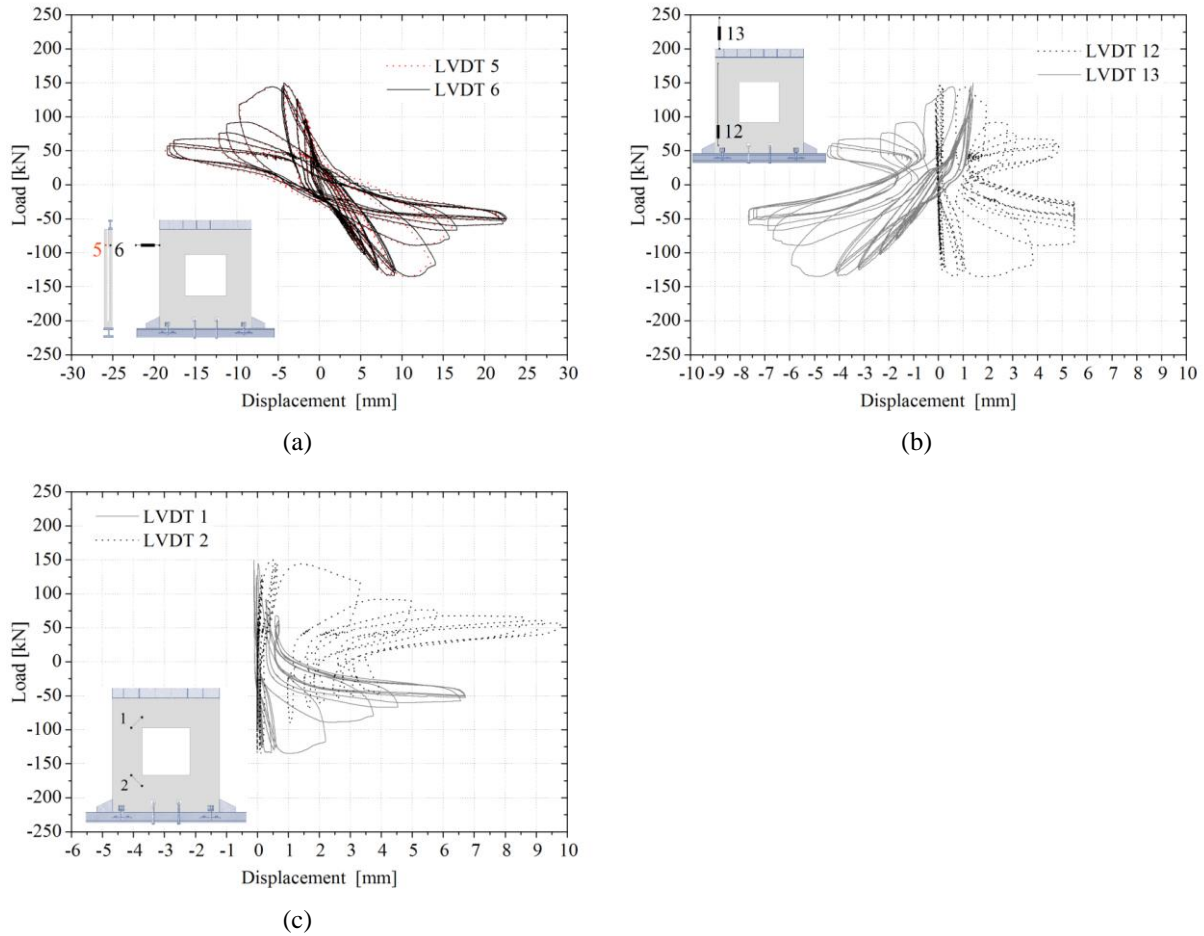 250
200
150
100
50
0
-50
-100
-150
-200
-250
Load [kN]
LVDT 5
LVDT 6
5
6
-30 -25 -20 -15 -10 -5 0 5 10 15 20 25 30
Displacement [mm]
(a)
250
200
150
100
50
0
-50
-100
-150
-200
-250
Load [kN]
13
12
LVDT 12
LVDT 13
-10 -9 -8 -7 -6 -5 -4 -3 -2 -1 0 1 2 3 4 5 6 7 8 9 10
Displacement [mm]
(b)
250
200
150
100
50
0
-50
-100
-150
-200
-250
Load [kN]
LVDT 1
LVDT 2
1
2
-6 -5 -4 -3 -2 -1 0 1 2 3 4 5 6 7 8 9 10
Displacement [mm]
(c)